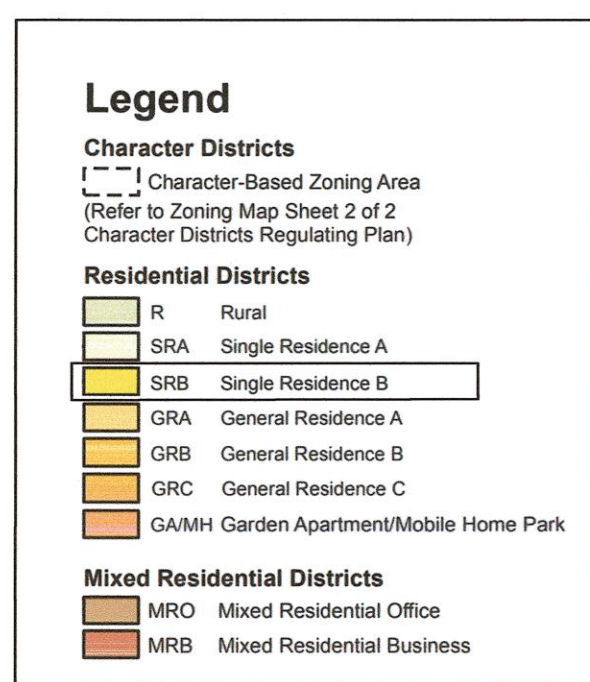 Legend
Character Districts
Character-Based Zoning Area
(Refer to Zoning Map Sheet 2 of 2
Character Districts Regulating Plan)
Residential Districts
R Rural
SRA Single Residence A
SRB Single Residence B
GRA General Residence A
GRB General Residence B
GRC General Residence C
GA/MH Garden Apartment/Mobile Home Park
Mixed Residential Districts
MRO Mixed Residential Office
MRB Mixed Residential Business